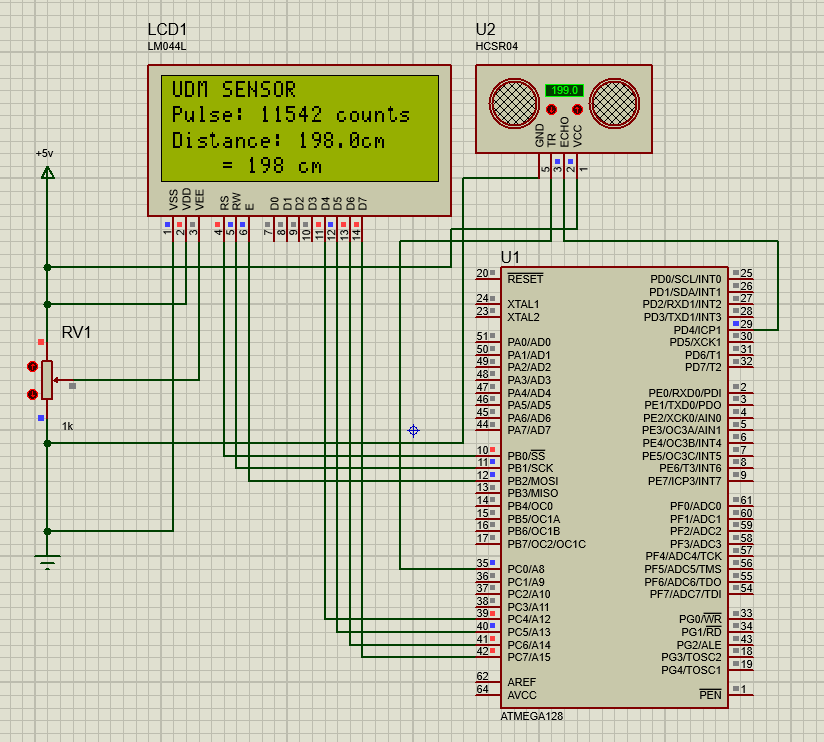 LCD1
LM044L
UDM SENSOR
Pulse: 11542 counts
Distance: 198.0cm
= 198 cm
VSS VDD VEE RS RW E D0 D1 D2 D3 D4 D5 D6 D7
1 2 3 4 5 6 7 8 9 10 11 12 13 14
U2
HCSR04
199.0
GND TR ECHO VCC
5 3 2 1
+5v
RV1
1k
U1
20 RESET PD0/SCL/INT0 25
PD1/SDA/INT1 26
24 XTAL1 PD2/RXD1/INT2 27
23 XTAL2 PD3/TXD1/INT3 28
PD4/ICP1 29
51 PA0/AD0 PD5/XCK1 30
50 PA1/AD1 PD6/T1 31
49 PA2/AD2 PD7/T2 32
48 PA3/AD3
47 PA4/AD4 PE0/RXD0/PDI 2
46 PA5/AD5 PE1/TXD0/PDO 3
45 PA6/AD6 PE2/XCK0/AIN0 4
44 PA7/AD7 PE3/OC3A/AIN1 5
PE4/OC3B/INT4 6
10 PB0/SS PE5/OC3C/INT5 7
11 PB1/SCK PE6/T3/INT6 8
12 PB2/MOSI PE7/ICP3/INT7 9
13 PB3/MISO
14 PB4/OC0 PF0/ADC0 61
15 PB5/OC1A PF1/ADC1 60
16 PB6/OC1B PF2/ADC2 59
17 PB7/OC2/OC1C PF3/ADC3 58
PF4/ADC4/TCK 57
35 PC0/A8 PF5/ADC5/TMS 56
36 PC1/A9 PF6/ADC6/TDO 55
37 PC2/A10 PF7/ADC7/TDI 54
38 PC3/A11
39 PC4/A12 PG0/WR 33
40 PC5/A13 PG1/RD 34
41 PC6/A14 PG2/ALE 43
42 PC7/A15 PG3/TOSC2 18
PG4/TOSC1 19
62 AREF
64 AVCC PEN 1
ATMEGA128